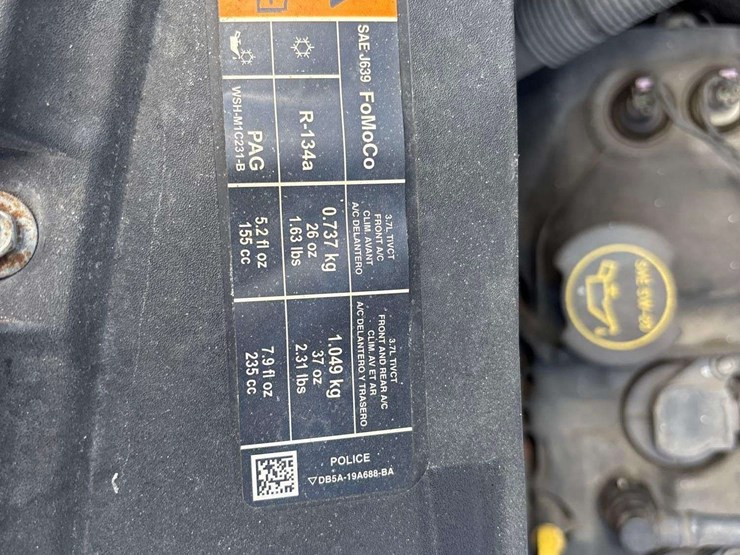 SAE J639 FoMoCo
R-134a
PAG
WSH-M1C231-B
3.7L TIVCT
FRONT A/C
CLIM. AVANT
A/C DELANTERO
0.737 kg
26 oz
1.63 lbs
5.2 fl oz
155 cc
3.7L TIVCT
FRONT AND REAR A/C
CLIM. AV ET AR
A/C DELANTERO Y TRASERO
1.049 kg
37 oz
2.31 lbs
7.9 fl oz
235 cc
POLICE
▽DB5A-19A688-BA
SAE 5W-20